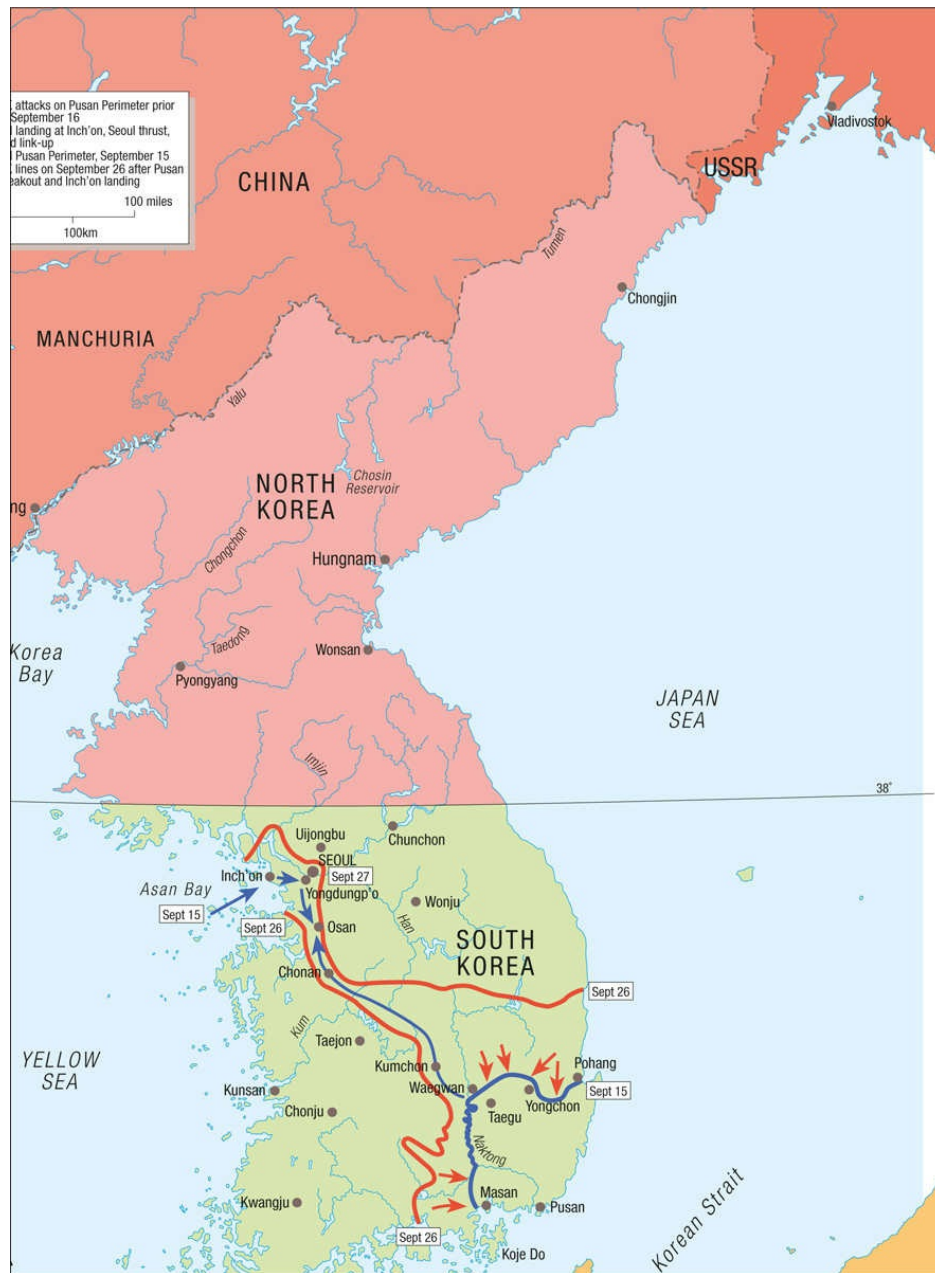 attacks on Pusan Perimeter prior
September 16
landing at Inch'on, Seoul thrust,
link-up
Pusan Perimeter, September 15
lines on September 26 after Pusan
and Inch'on landing
100 miles
100km
Vladivostok
USSR
CHINA
Tumen
Chongjin
MANCHURIA
Yalu
Chosin
Reservoir
NORTH
KOREA
Chongchon
Hungnam
Taedong
Wonsan
Korea
Bay
Pyongyang
JAPAN
SEA
Imjin
38°
Uijongbu
Chunchon
SEOUL
Inch'on
Sept 27
Asan Bay
Yongdungp'o
Wonju
Sept 15
Sept 26
Osan
Han
SOUTH
KOREA
Chonan
Sept 26
Kum
Taejon
YELLOW
SEA
Kumchon
Pohang
Waegwan
Sept 15
Kunsan
Yongchon
Taegu
Chonju
Naktong
Kwangju
Masan
Pusan
Sept 26
Koje Do
Korean Strait